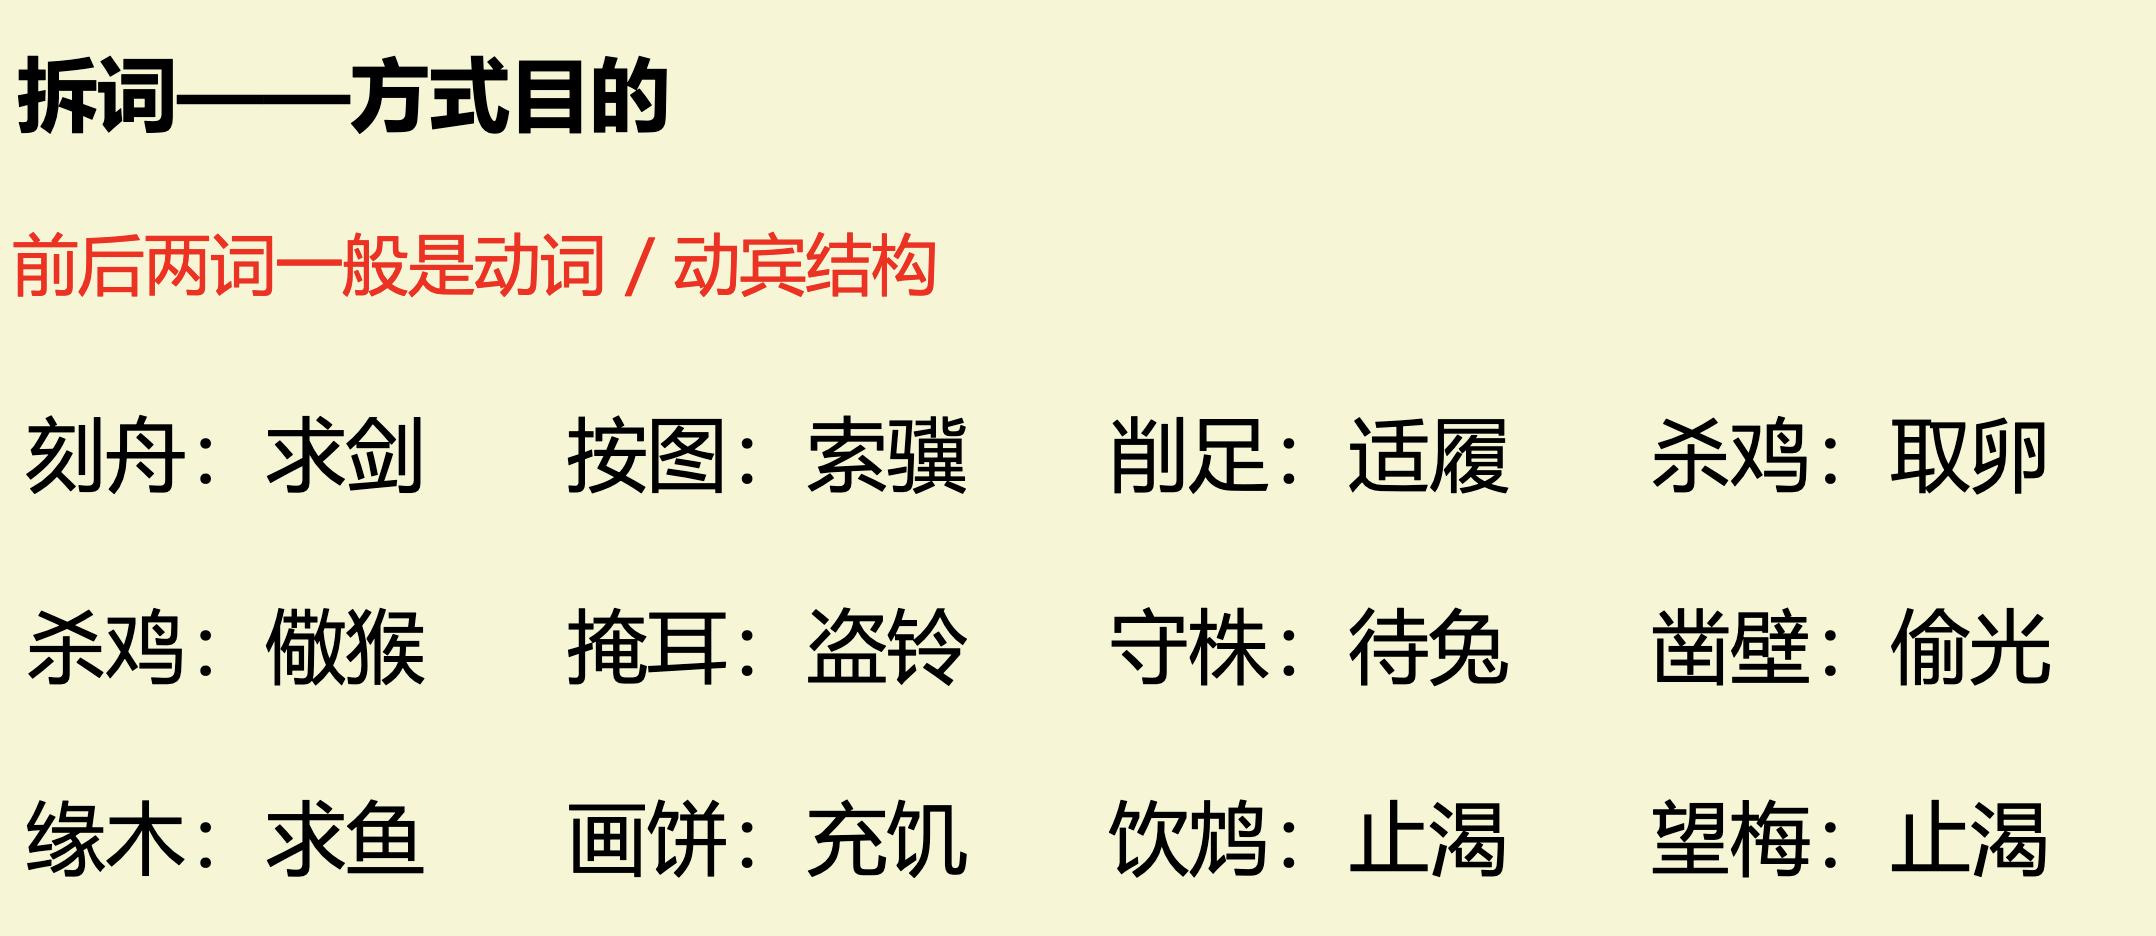 拆词——方式目的
前后两词一般是动词 / 动宾结构
刻舟：求剑 按图：索骥 削足：适履 杀鸡：取卵
杀鸡：儆猴 掩耳：盗铃 守株：待兔 凿壁：偷光
缘木：求鱼 画饼：充饥 饮鸩：止渴 望梅：止渴